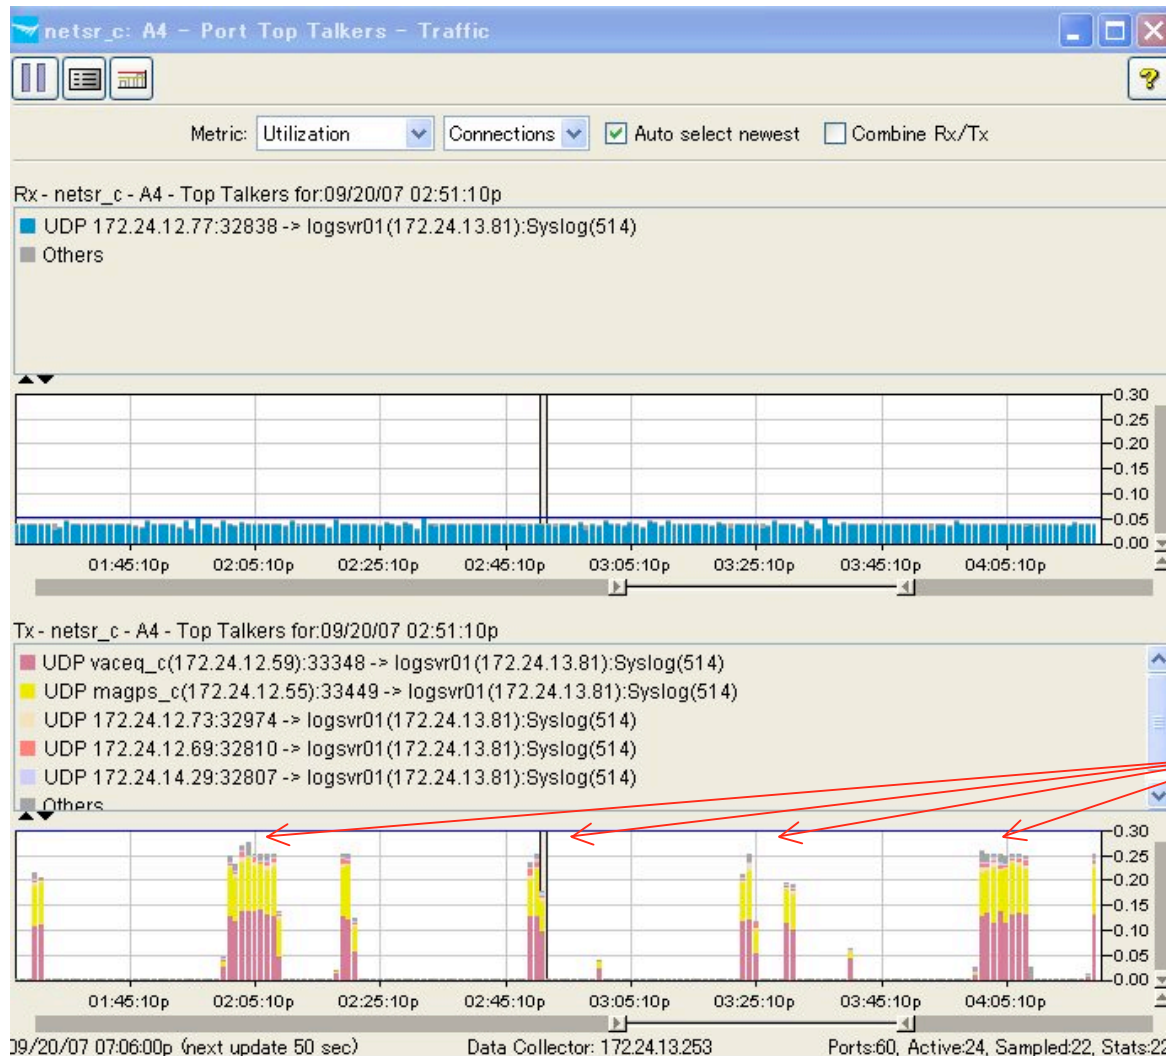 netsr_c: A4 - Port Top Talkers - Traffic
Metric: Utilization Connections Auto select newest Combine Rx/Tx
Rx - netsr_c - A4 - Top Talkers for:09/20/07 02:51:10p
UDP 172.24.12.77:32838 -> logsvr01(172.24.13.81):Syslog(514)
Others
0.30
0.25
0.20
0.15
0.10
0.05
0.00
01:45:10p 02:05:10p 02:25:10p 02:45:10p 03:05:10p 03:25:10p 03:45:10p 04:05:10p
Tx - netsr_c - A4 - Top Talkers for:09/20/07 02:51:10p
UDP vaceq_c(172.24.12.59):33348 -> logsvr01(172.24.13.81):Syslog(514)
UDP magps_c(172.24.12.55):33449 -> logsvr01(172.24.13.81):Syslog(514)
UDP 172.24.12.73:32974 -> logsvr01(172.24.13.81):Syslog(514)
UDP 172.24.12.69:32810 -> logsvr01(172.24.13.81):Syslog(514)
UDP 172.24.14.29:32807 -> logsvr01(172.24.13.81):Syslog(514)
Others
0.30
0.25
0.20
0.15
0.10
0.05
0.00
01:45:10p 02:05:10p 02:25:10p 02:45:10p 03:05:10p 03:25:10p 03:45:10p 04:05:10p
09/20/07 07:06:00p (next update 50 sec) Data Collector: 172.24.13.253 Ports:60, Active:24, Sampled:22, Stats:22